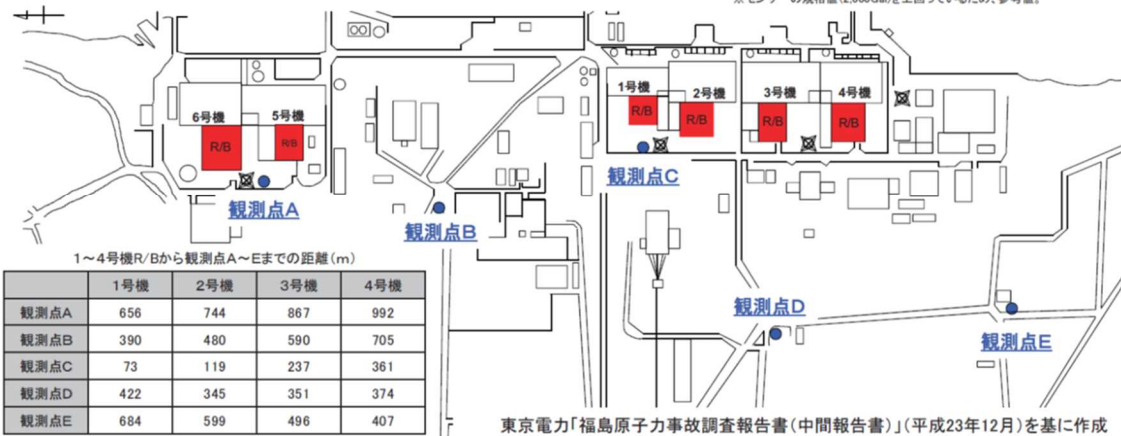 1号機
2号機
3号機
4号機
6号機
5号機
R/B
R/B
R/B
R/B
R/B
R/B
観測点C
観測点A
観測点B
1～4号機R/Bから観測点A～Eまでの距離(m)
1号機 2号機 3号機 4号機
観測点A 656 744 867 992
観測点B 390 480 590 705
観測点C 73 119 237 361
観測点D 422 345 351 374
観測点E 684 599 496 407
観測点D
観測点E
東京電力「福島原子力事故調査報告書(中間報告書)」(平成23年12月)を基に作成